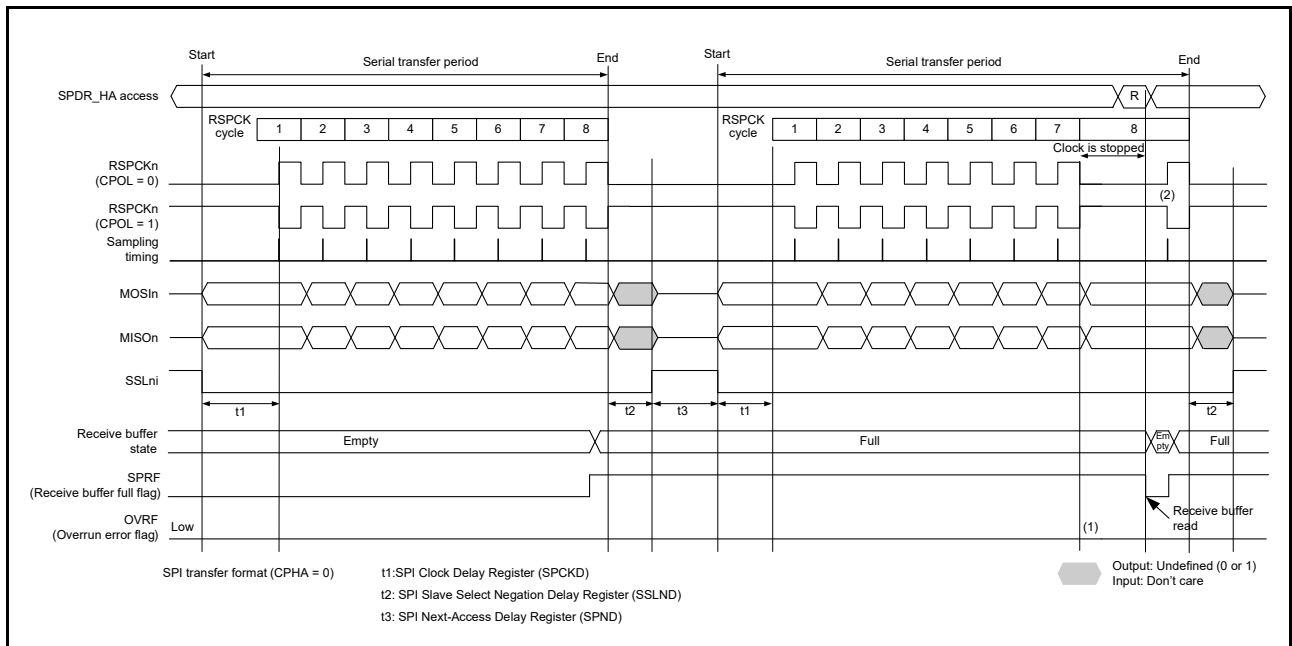 Start
Serial transfer period
End
Start
Serial transfer period
End
SPDR_HA access
R
RSPCK
cycle
1 2 3 4 5 6 7 8
RSPCK
cycle
1 2 3 4 5 6 7 8
Clock is stopped
RSPCKn
(CPOL = 0)
(2)
RSPCKn
(CPOL = 1)
Sampling
timing
MOSIn
MISOn
SSLni
t1
t2
t3
t1
t2
Receive buffer
state
Empty
Full
Em
pty
Full
SPRF
(Receive buffer full flag)
Receive buffer
read
OVRF
(Overrun error flag)
Low
(1)
SPI transfer format (CPHA = 0)
t1:SPI Clock Delay Register (SPCKD)
t2: SPI Slave Select Negation Delay Register (SSLND)
t3: SPI Next-Access Delay Register (SPND)
Output: Undefined (0 or 1)
Input: Don't care